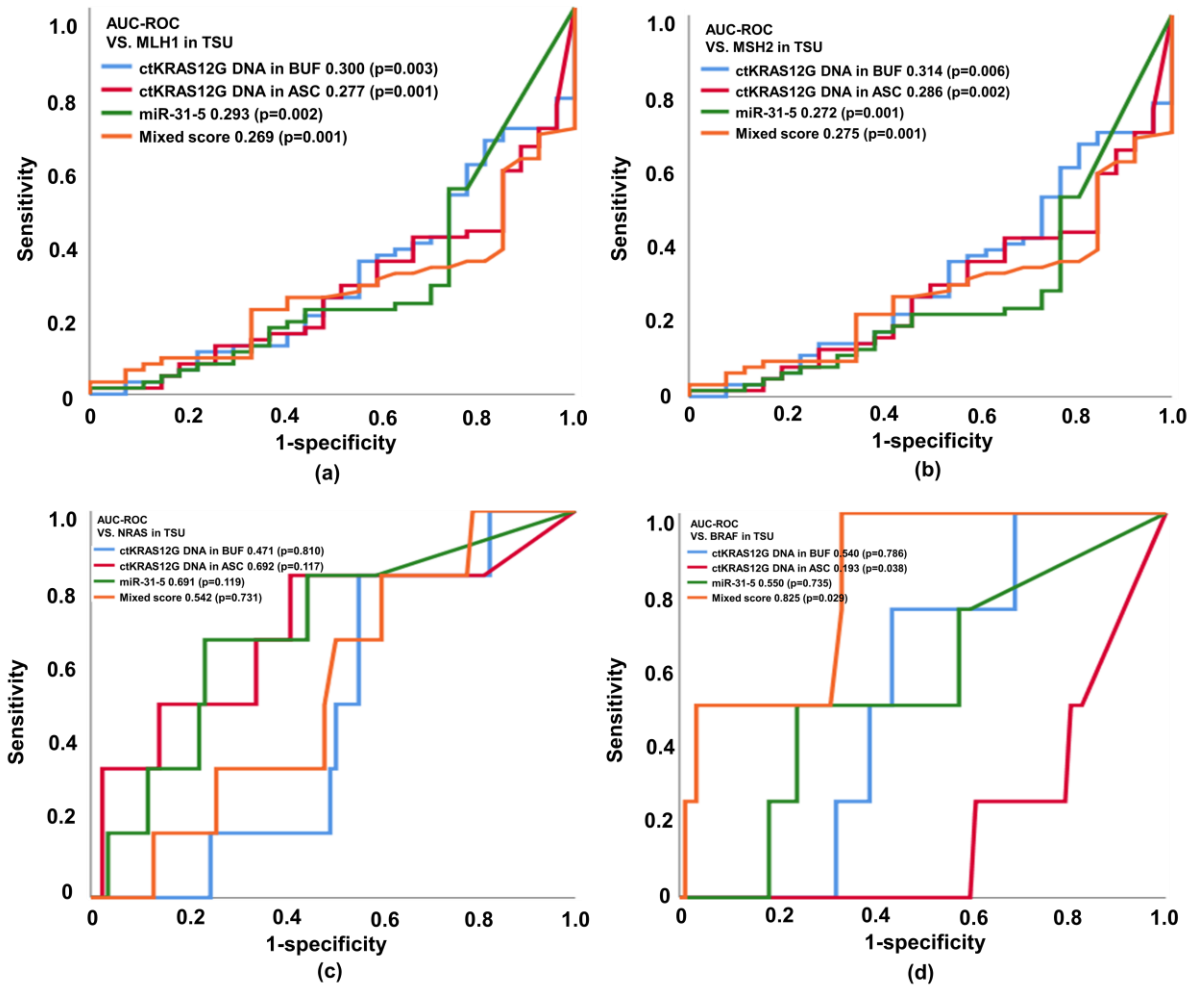 AUC-ROC
VS. MLH1 in TSU
ctKRAS12G DNA in BUF 0.300 (p=0.003)
ctKRAS12G DNA in ASC 0.277 (p=0.001)
miR-31-5 0.293 (p=0.002)
Mixed score 0.269 (p=0.001)
1.0
0.8
0.6
0.4
0.2
0
Sensitivity
0 0.2 0.4 0.6 0.8 1.0
1-specificity
(a)
AUC-ROC
VS. MSH2 in TSU
ctKRAS12G DNA in BUF 0.314 (p=0.006)
ctKRAS12G DNA in ASC 0.286 (p=0.002)
miR-31-5 0.272 (p=0.001)
Mixed score 0.275 (p=0.001)
1.0
0.8
0.6
0.4
0.2
0
Sensitivity
0 0.2 0.4 0.6 0.8 1.0
1-specificity
(b)
AUC-ROC
VS. NRAS in TSU
ctKRAS12G DNA in BUF 0.471 (p=0.810)
ctKRAS12G DNA in ASC 0.692 (p=0.117)
miR-31-5 0.691 (p=0.119)
Mixed score 0.542 (p=0.731)
1.0
0.8
0.6
0.4
0.2
0
Sensitivity
0 0.2 0.4 0.6 0.8 1.0
1-specificity
(c)
AUC-ROC
VS. BRAF in TSU
ctKRAS12G DNA in BUF 0.540 (p=0.786)
ctKRAS12G DNA in ASC 0.193 (p=0.038)
miR-31-5 0.550 (p=0.735)
Mixed score 0.825 (p=0.029)
1.0
0.8
0.6
0.4
0.2
0
Sensitivity
0 0.2 0.4 0.6 0.8 1.0
1-specificity
(d)